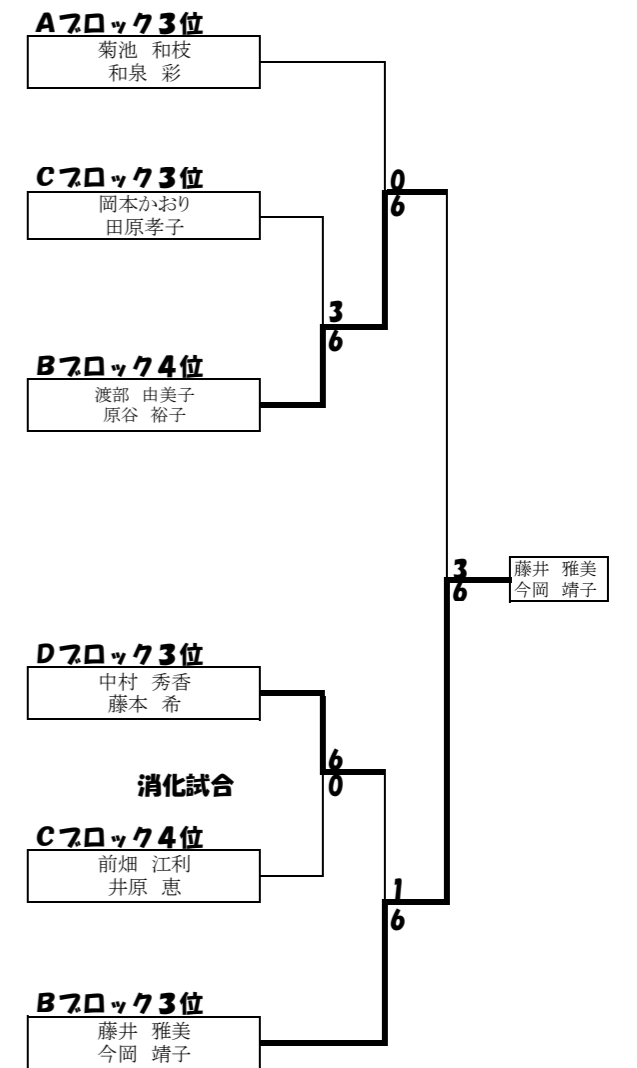 Aブロック3位
菊池 和枝
和泉 彩
Cブロック3位
岡本かおり
田原孝子
0
6
3
6
Bブロック4位
渡部 由美子
原谷 裕子
3
6
藤井 雅美
今岡 靖子
Dブロック3位
中村 秀香
藤本 希
6
0
消化試合
Cブロック4位
前畑 江利
井原 恵
1
6
Bブロック3位
藤井 雅美
今岡 靖子